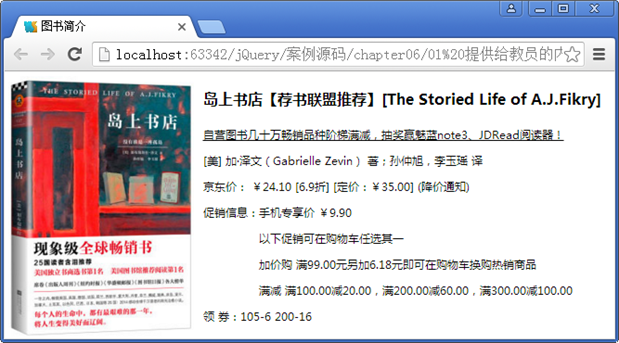 图书简介
localhost:63342/jQuery/案例源码/chapter06/01%20提供给教员的
THE STORIED LIFE OF A.J.FIKRY
岛上书店
现象级全球畅销书
25国读者含泪推荐
美国独立书商选书第1名 美国图书馆推荐阅读第1名
每个人的生命中，都有最艰难的那一年，
将人生变得美好而辽阔。
岛上书店【荐书联盟推荐】[The Storied Life of A.J.Fikry]
自营图书几十万畅销品种阶梯满减，抽奖赢魅蓝note3、JDRead阅读器！
[美] 加·泽文（Gabrielle Zevin） 著；孙仲旭，李玉瑶 译
京东价： ￥24.10 [6.9折] [定价：￥35.00] (降价通知)
促销信息：手机专享价 ￥9.90
以下促销可在购物车任选其一
加价购 满99.00元另加6.18元即可在购物车换购热销商品
满减 满100.00减20.00，满200.00减60.00，满300.00减100.00
领 券：105-6 200-16